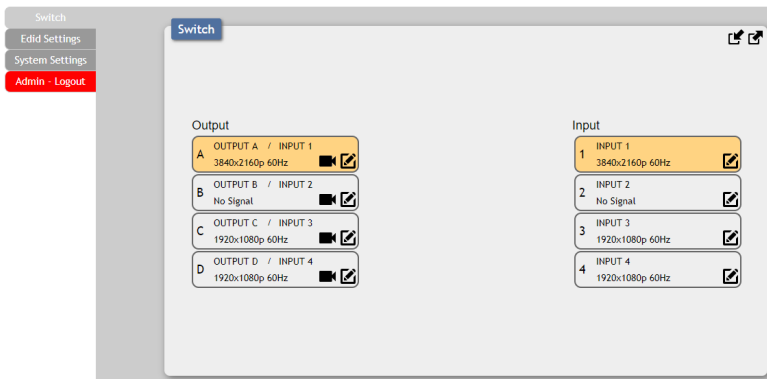 Switch
Edid Settings
System Settings
Admin - Logout
Switch
Output
A
OUTPUT A / INPUT 1
3840x2160p 60Hz
B
OUTPUT B / INPUT 2
No Signal
C
OUTPUT C / INPUT 3
1920x1080p 60Hz
D
OUTPUT D / INPUT 4
1920x1080p 60Hz
Input
1
INPUT 1
3840x2160p 60Hz
2
INPUT 2
No Signal
3
INPUT 3
1920x1080p 60Hz
4
INPUT 4
1920x1080p 60Hz